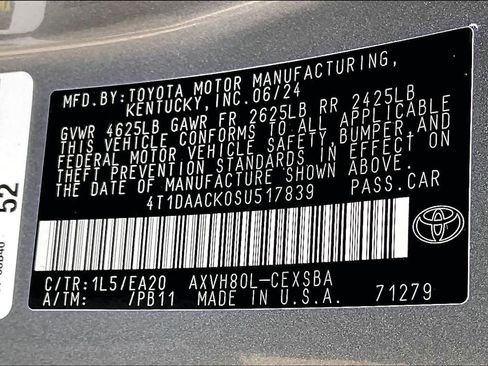 MFD.BY:TOYOTA MOTOR MANUFACTURING,
KENTUCKY, INC. 06/24
GVWR 4625LB GAWR FR 2625LB RR 2425LB
THIS VEHICLE CONFORMS TO ALL APPLICABLE
FEDERAL MOTOR VEHICLE SAFETY,BUMPER,AND
THEFT PREVENTION STANDARDS IN EFFECT ON
THE DATE OF MANUFACTURE SHOWN ABOVE.
4T1DAACK0SU517839 PASS.CAR
C/TR:1L5/EA20 AXVH80L-CEXSBA
A/TM: /PB11 MADE IN U.S.A. 71279
52